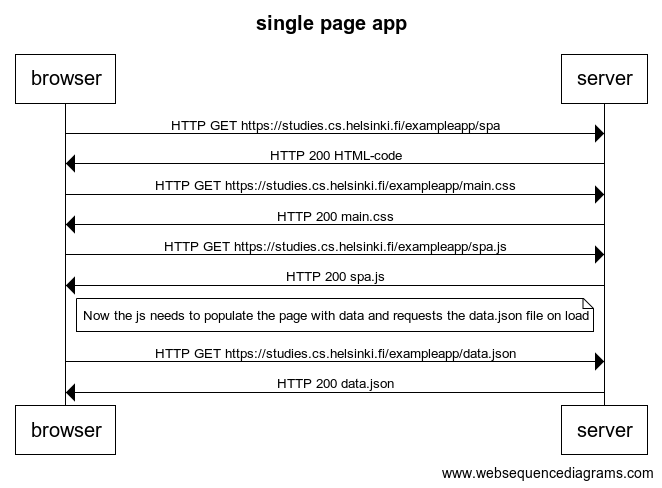 single page app
browser
server
HTTP GET https://studies.cs.helsinki.fi/exampleapp/spa
HTTP 200 HTML-code
HTTP GET https://studies.cs.helsinki.fi/exampleapp/main.css
HTTP 200 main.css
HTTP GET https://studies.cs.helsinki.fi/exampleapp/spa.js
HTTP 200 spa.js
Now the js needs to populate the page with data and requests the data.json file on load
HTTP GET https://studies.cs.helsinki.fi/exampleapp/data.json
HTTP 200 data.json
browser
server
www.websequencediagrams.com